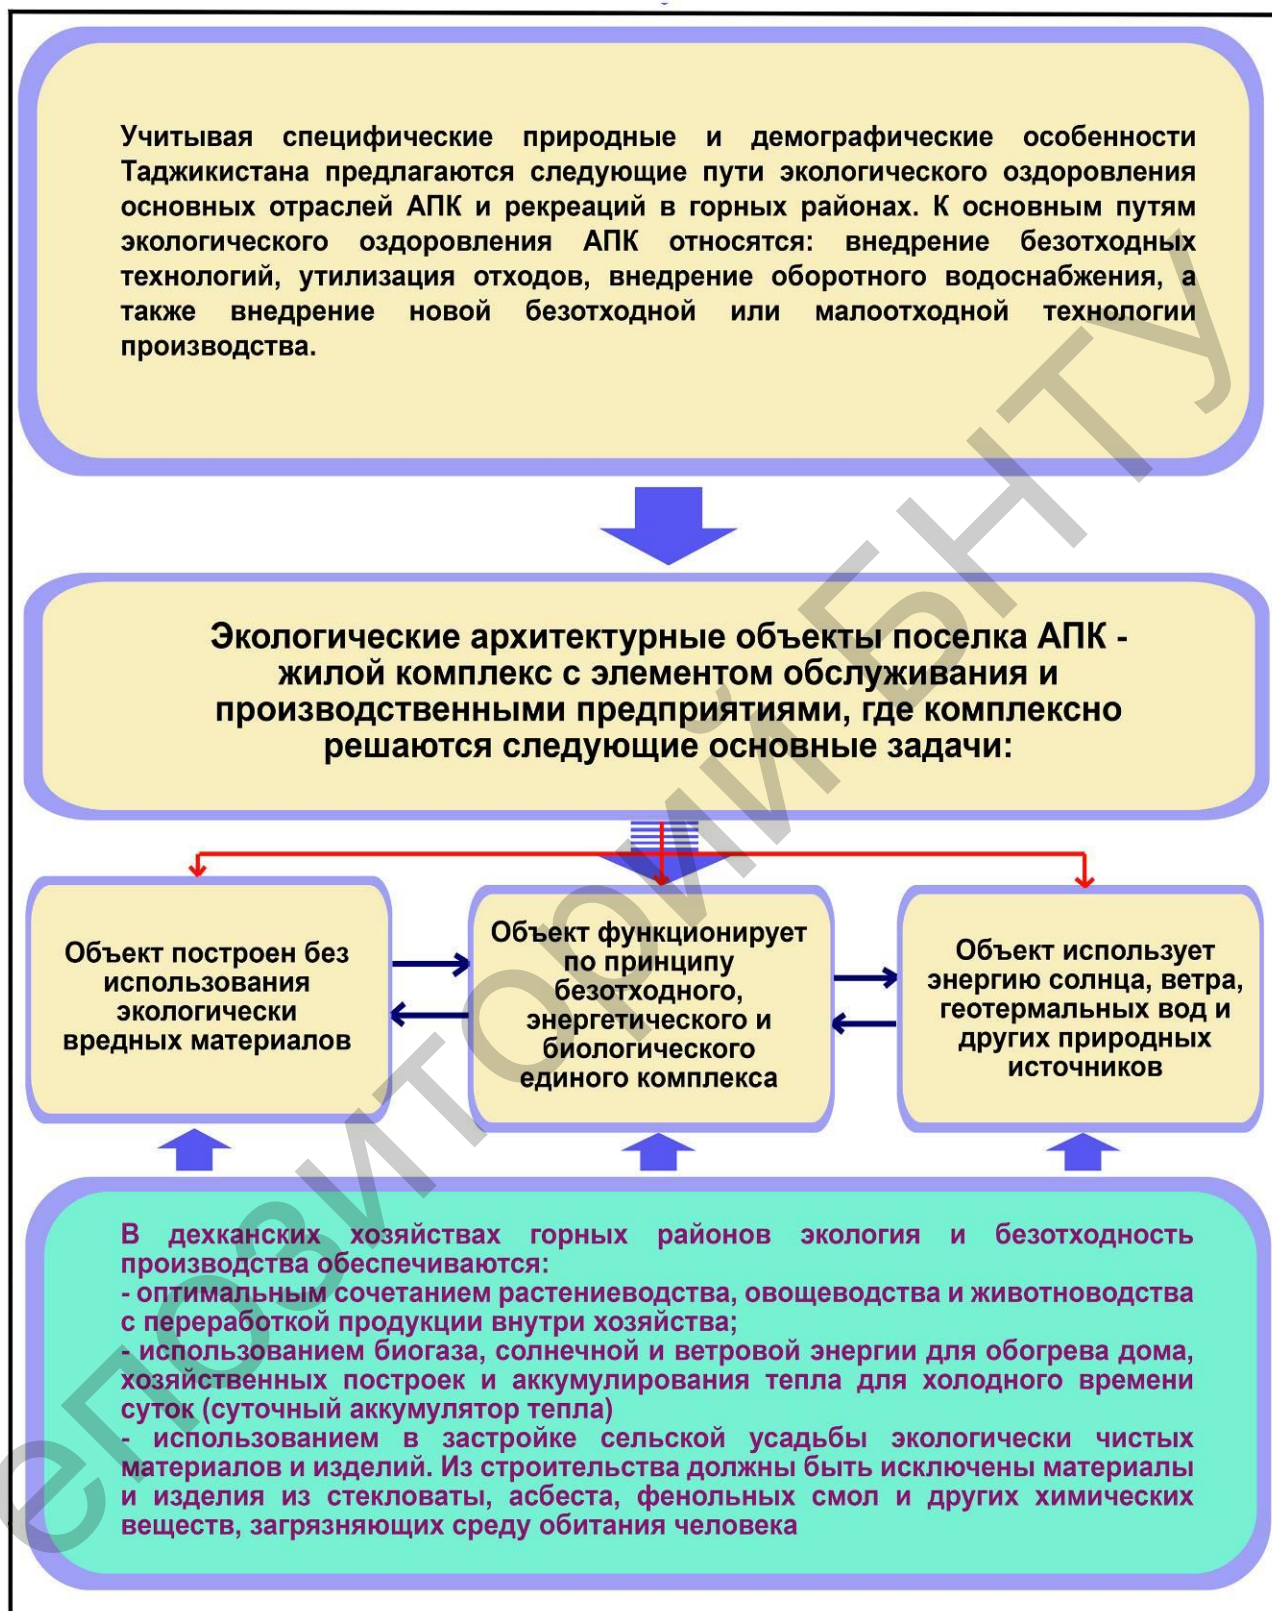 Учитывая специфические природные и демографические особенности
Таджикистана предлагаются следующие пути экологического оздоровления
основных отраслей АПК и рекреаций в горных районах. К основным путям
экологического оздоровления АПК относятся: внедрение безотходных
технологий, утилизация отходов, внедрение оборотного водоснабжения, а
также внедрение новой безотходной или малоотходной технологии
производства.
Экологические архитектурные объекты поселка АПК -
жилой комплекс с элементом обслуживания и
производственными предприятиями, где комплексно
решаются следующие основные задачи:
Объект построен без
использования
экологически
вредных материалов
Объект функционирует
по принципу
безотходного,
энергетического и
биологического
единого комплекса
Объект использует
энергию солнца, ветра,
геотермальных вод и
других природных
источников
В дехканских хозяйствах горных районов экология и безотходность
производства обеспечиваются:
- оптимальным сочетанием растениеводства, овощеводства и животноводства
с переработкой продукции внутри хозяйства;
- использованием биогаза, солнечной и ветровой энергии для обогрева дома,
хозяйственных построек и аккумулирования тепла для холодного времени
суток (суточный аккумулятор тепла)
- использованием в застройке сельской усадьбы экологически чистых
материалов и изделий. Из строительства должны быть исключены материалы
и изделия из стекловаты, асбеста, фенольных смол и других химических
веществ, загрязняющих среду обитания человека
епозиторий БНТУ